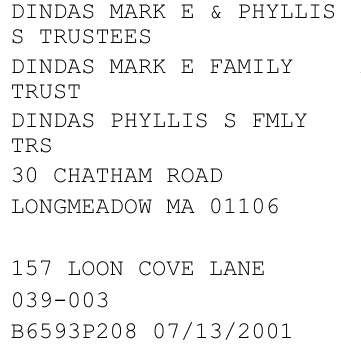 DINDAS MARK E & PHYLLIS
S TRUSTEES
DINDAS MARK E FAMILY
TRUST
DINDAS PHYLLIS S FMLY
TRS
30 CHATHAM ROAD
LONGMEADOW MA 01106
157 LOON COVE LANE
039-003
B6593P208 07/13/2001